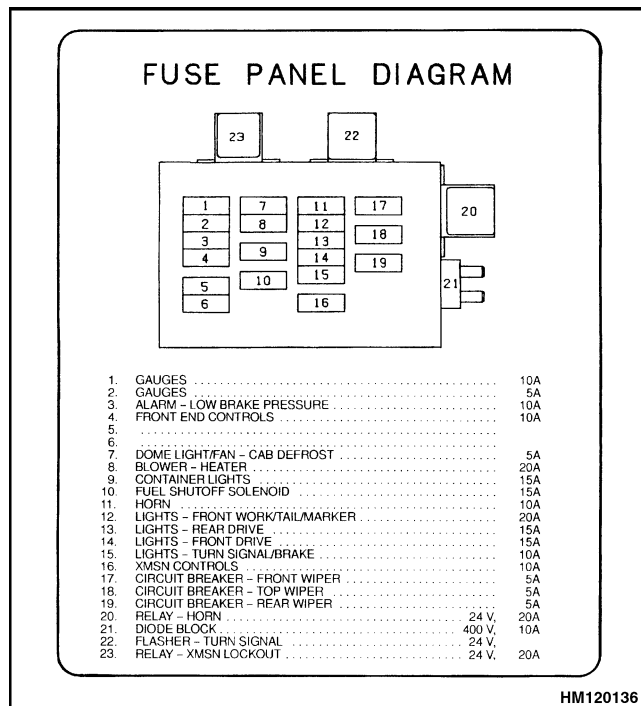 FUSE PANEL DIAGRAM
23 22
1 7 11 17
2 8 12
20
3 13 18
9
4 14
19
15
5 10 21
6 16
1. GAUGES 10A
2. GAUGES 5A
3. ALARM – LOW BRAKE PRESSURE 10A
4. FRONT END CONTROLS 10A
5.
6.
7. DOME LIGHT/FAN – CAB DEFROST 5A
8. BLOWER – HEATER 20A
9. CONTAINER LIGHTS 15A
10. FUEL SHUTOFF SOLENOID 15A
11. HORN 10A
12. LIGHTS – FRONT WORK/TAIL/MARKER 20A
13. LIGHTS – REAR DRIVE 15A
14. LIGHTS – FRONT DRIVE 15A
15. LIGHTS – TURN SIGNAL/BRAKE 10A
16. XMSN CONTROLS 10A
17. CIRCUIT BREAKER – FRONT WIPER 5A
18. CIRCUIT BREAKER – TOP WIPER 5A
19. CIRCUIT BREAKER – REAR WIPER 5A
20. RELAY – HORN 24 V, 20A
21. DIODE BLOCK 400 V, 10A
22. FLASHER – TURN SIGNAL 24 V,
23. RELAY – XMSN LOCKOUT 24 V, 20A
HM120136